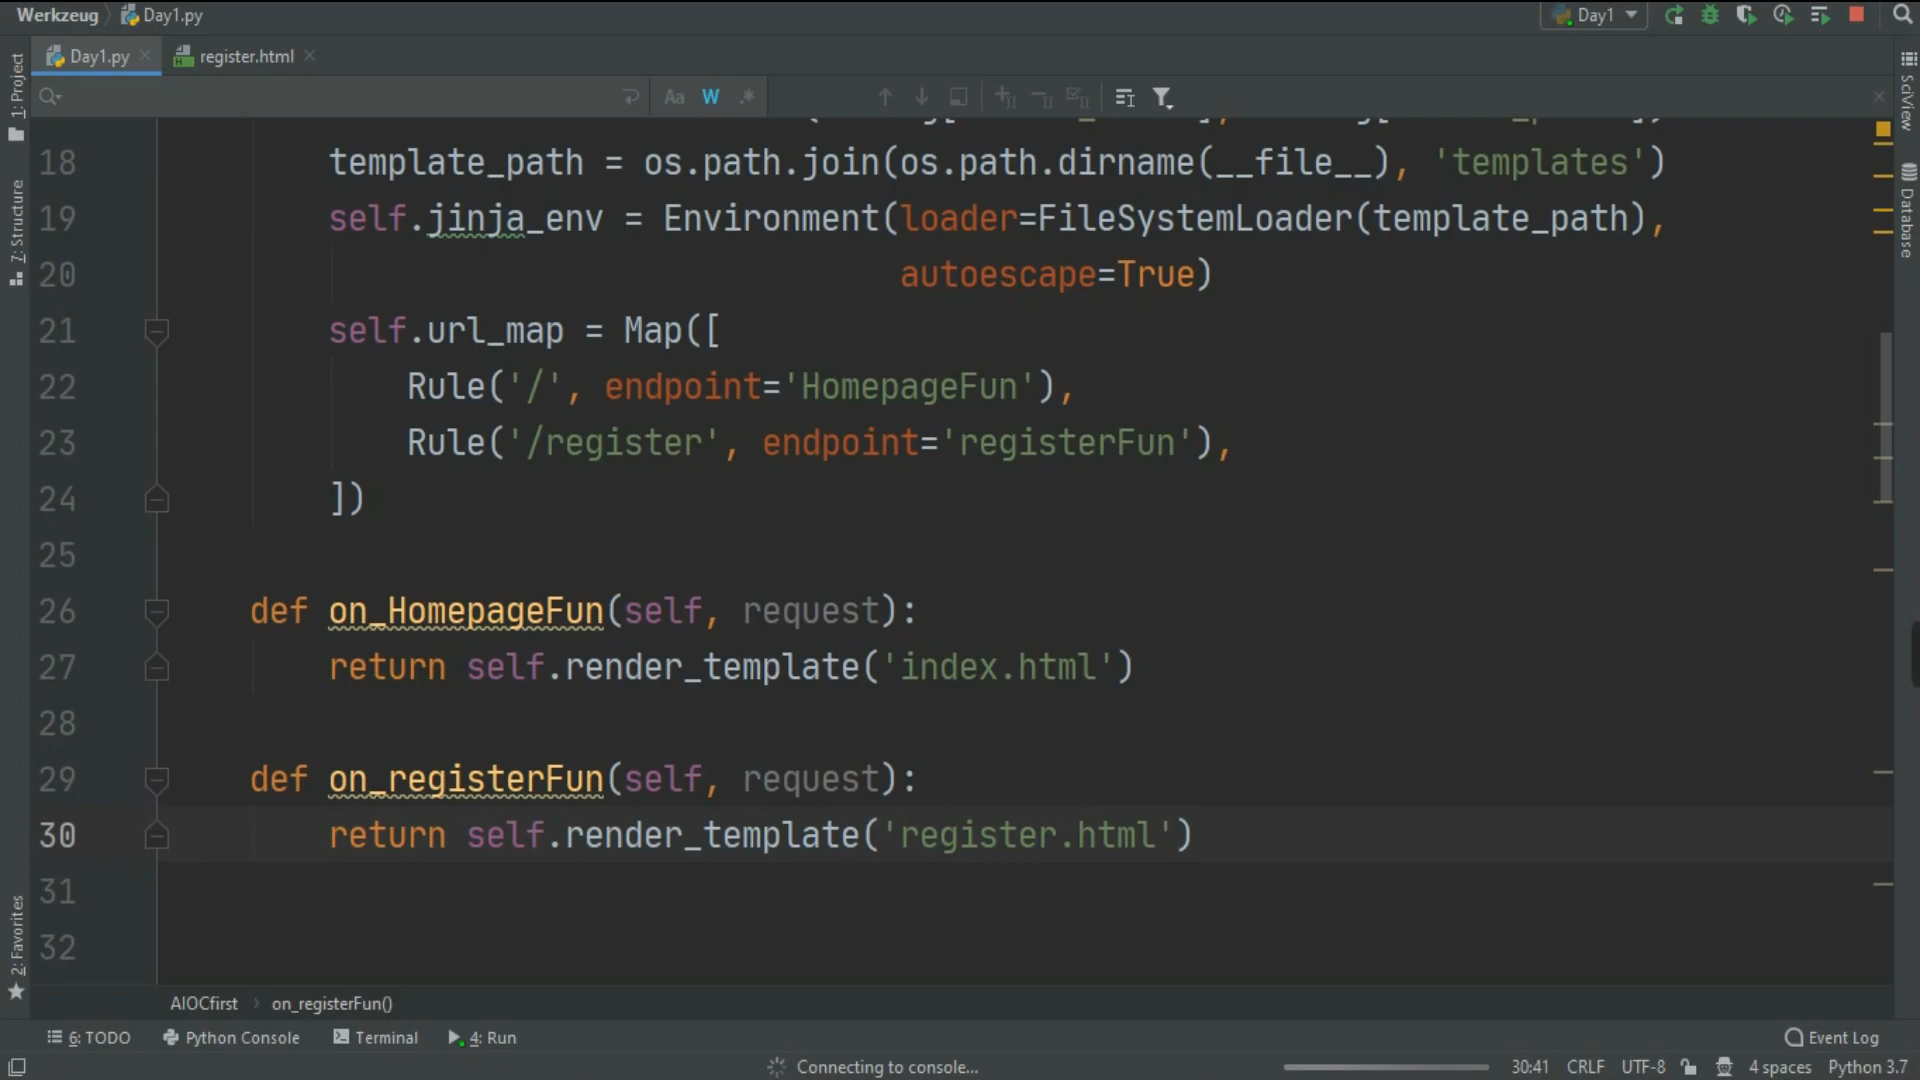 Werkzeug Day1.py Day1
Day1.py register.html
Aa W .*
1: Project
7: Structure
2: Favorites
SciView
Database
18 template_path = os.path.join(os.path.dirname(__file__), 'templates')
19 self.jinja_env = Environment(loader=FileSystemLoader(template_path),
20 autoescape=True)
21 self.url_map = Map([
22 Rule('/', endpoint='HomepageFun'),
23 Rule('/register', endpoint='registerFun'),
24 ])
25
26 def on_HomepageFun(self, request):
27 return self.render_template('index.html')
28
29 def on_registerFun(self, request):
30 return self.render_template('register.html')
31
32
AIOCfirst on_registerFun()
6: TODO Python Console Terminal 4: Run Event Log
Connecting to console... 30:41 CRLF UTF-8 4 spaces Python 3.7